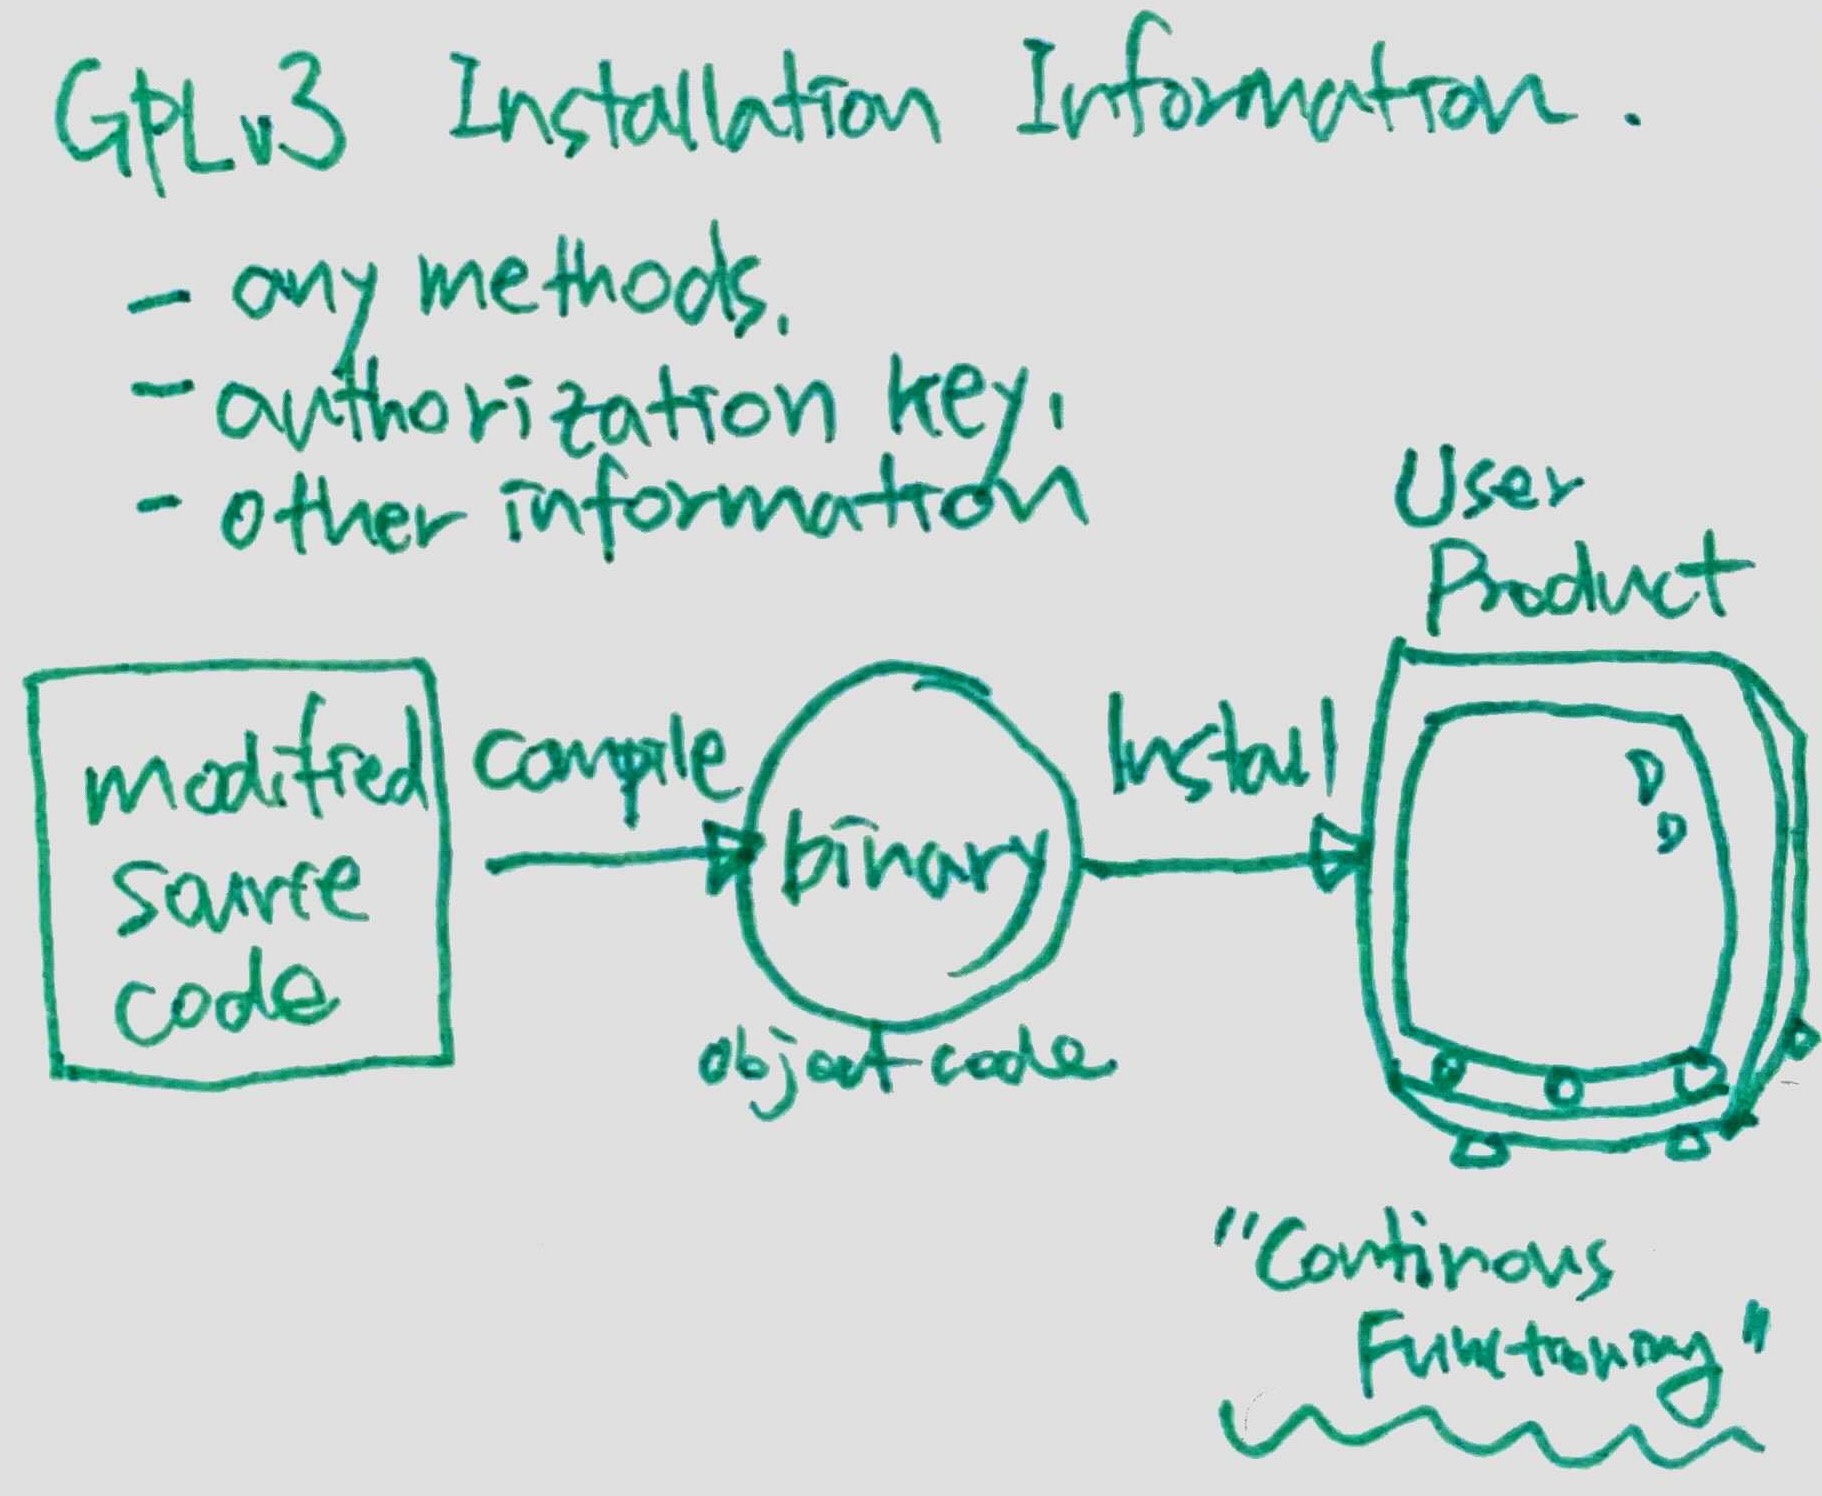 GPLv3 Installation Information.
- any methods,
- authorization key,
- other information
User
Product
modified
source
code
compile
binary
object code
Install
"Continous
Functioning"